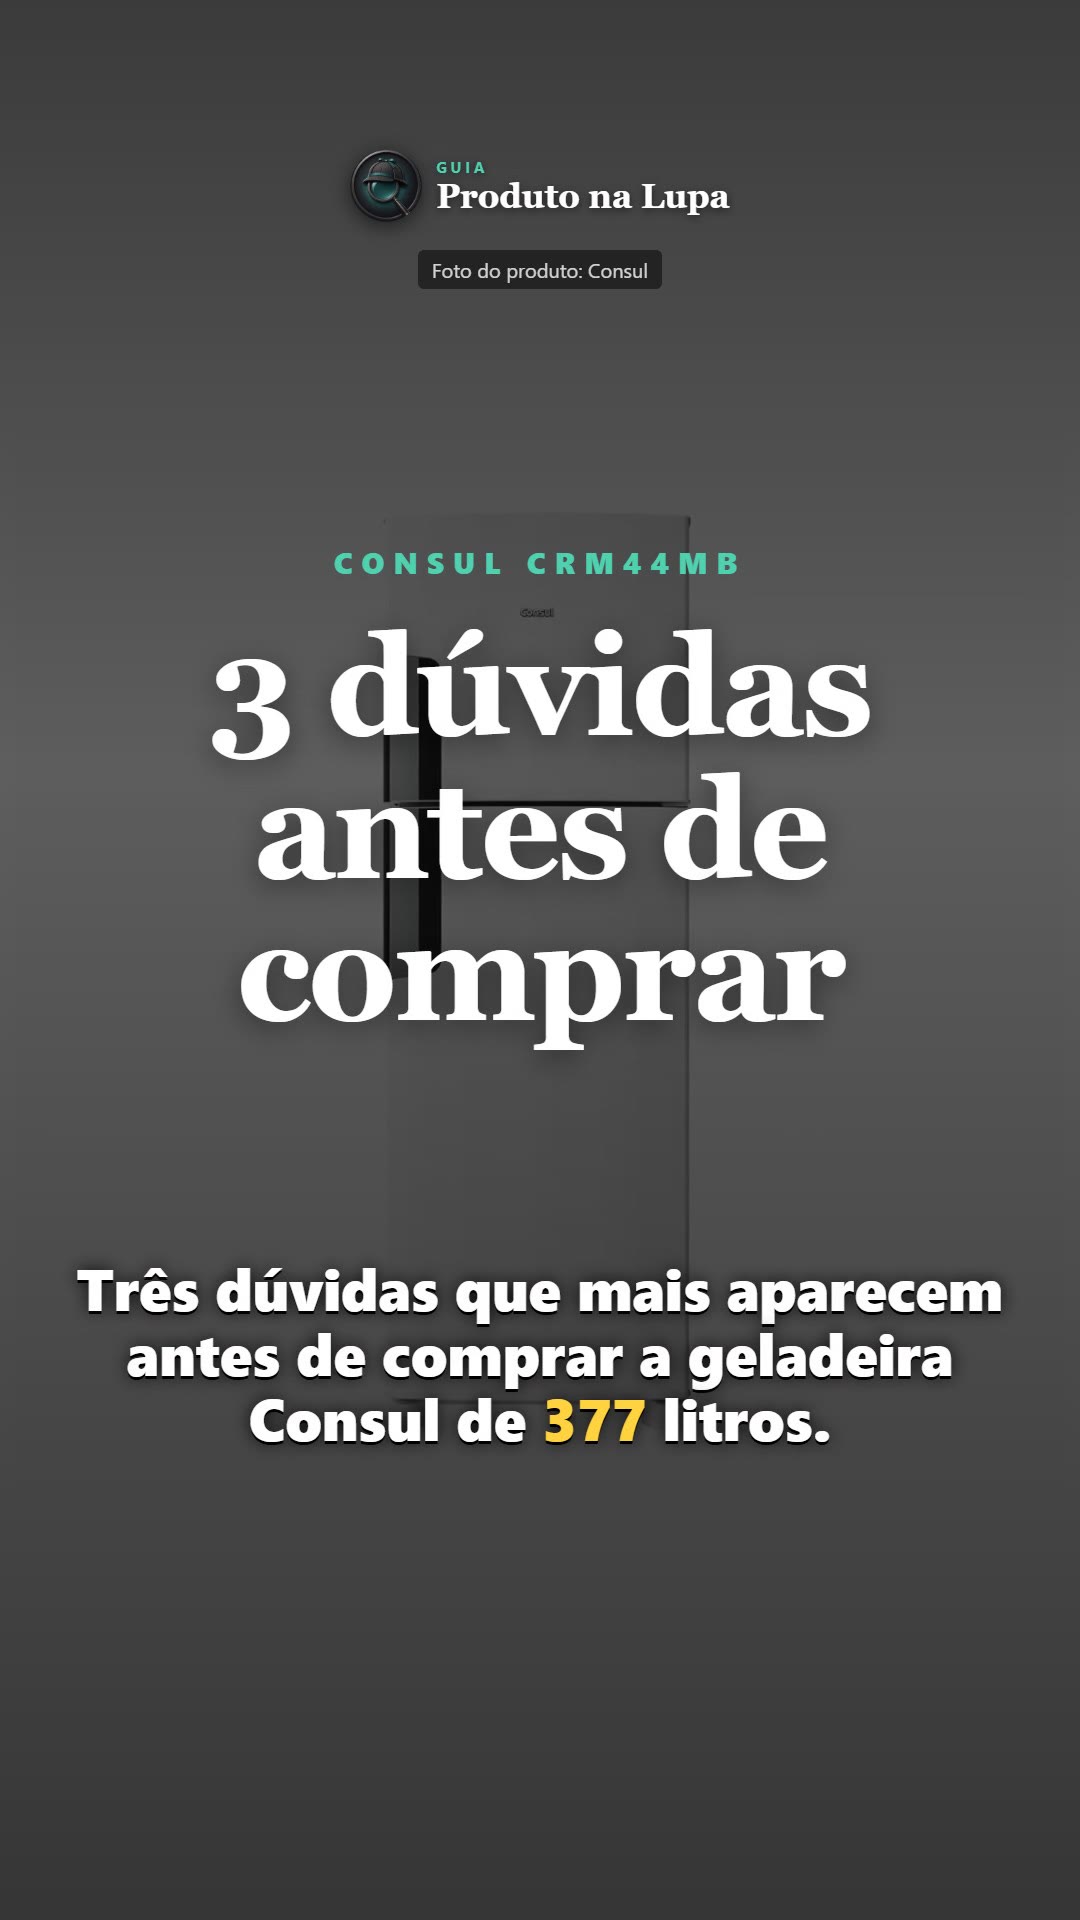 GUIA
Produto na Lupa
Foto do produto: Consul
CONSUL CRM44MB
Consul
3 dúvidas
antes de
comprar
Três dúvidas que mais aparecem
antes de comprar a geladeira
Consul de 377 litros.